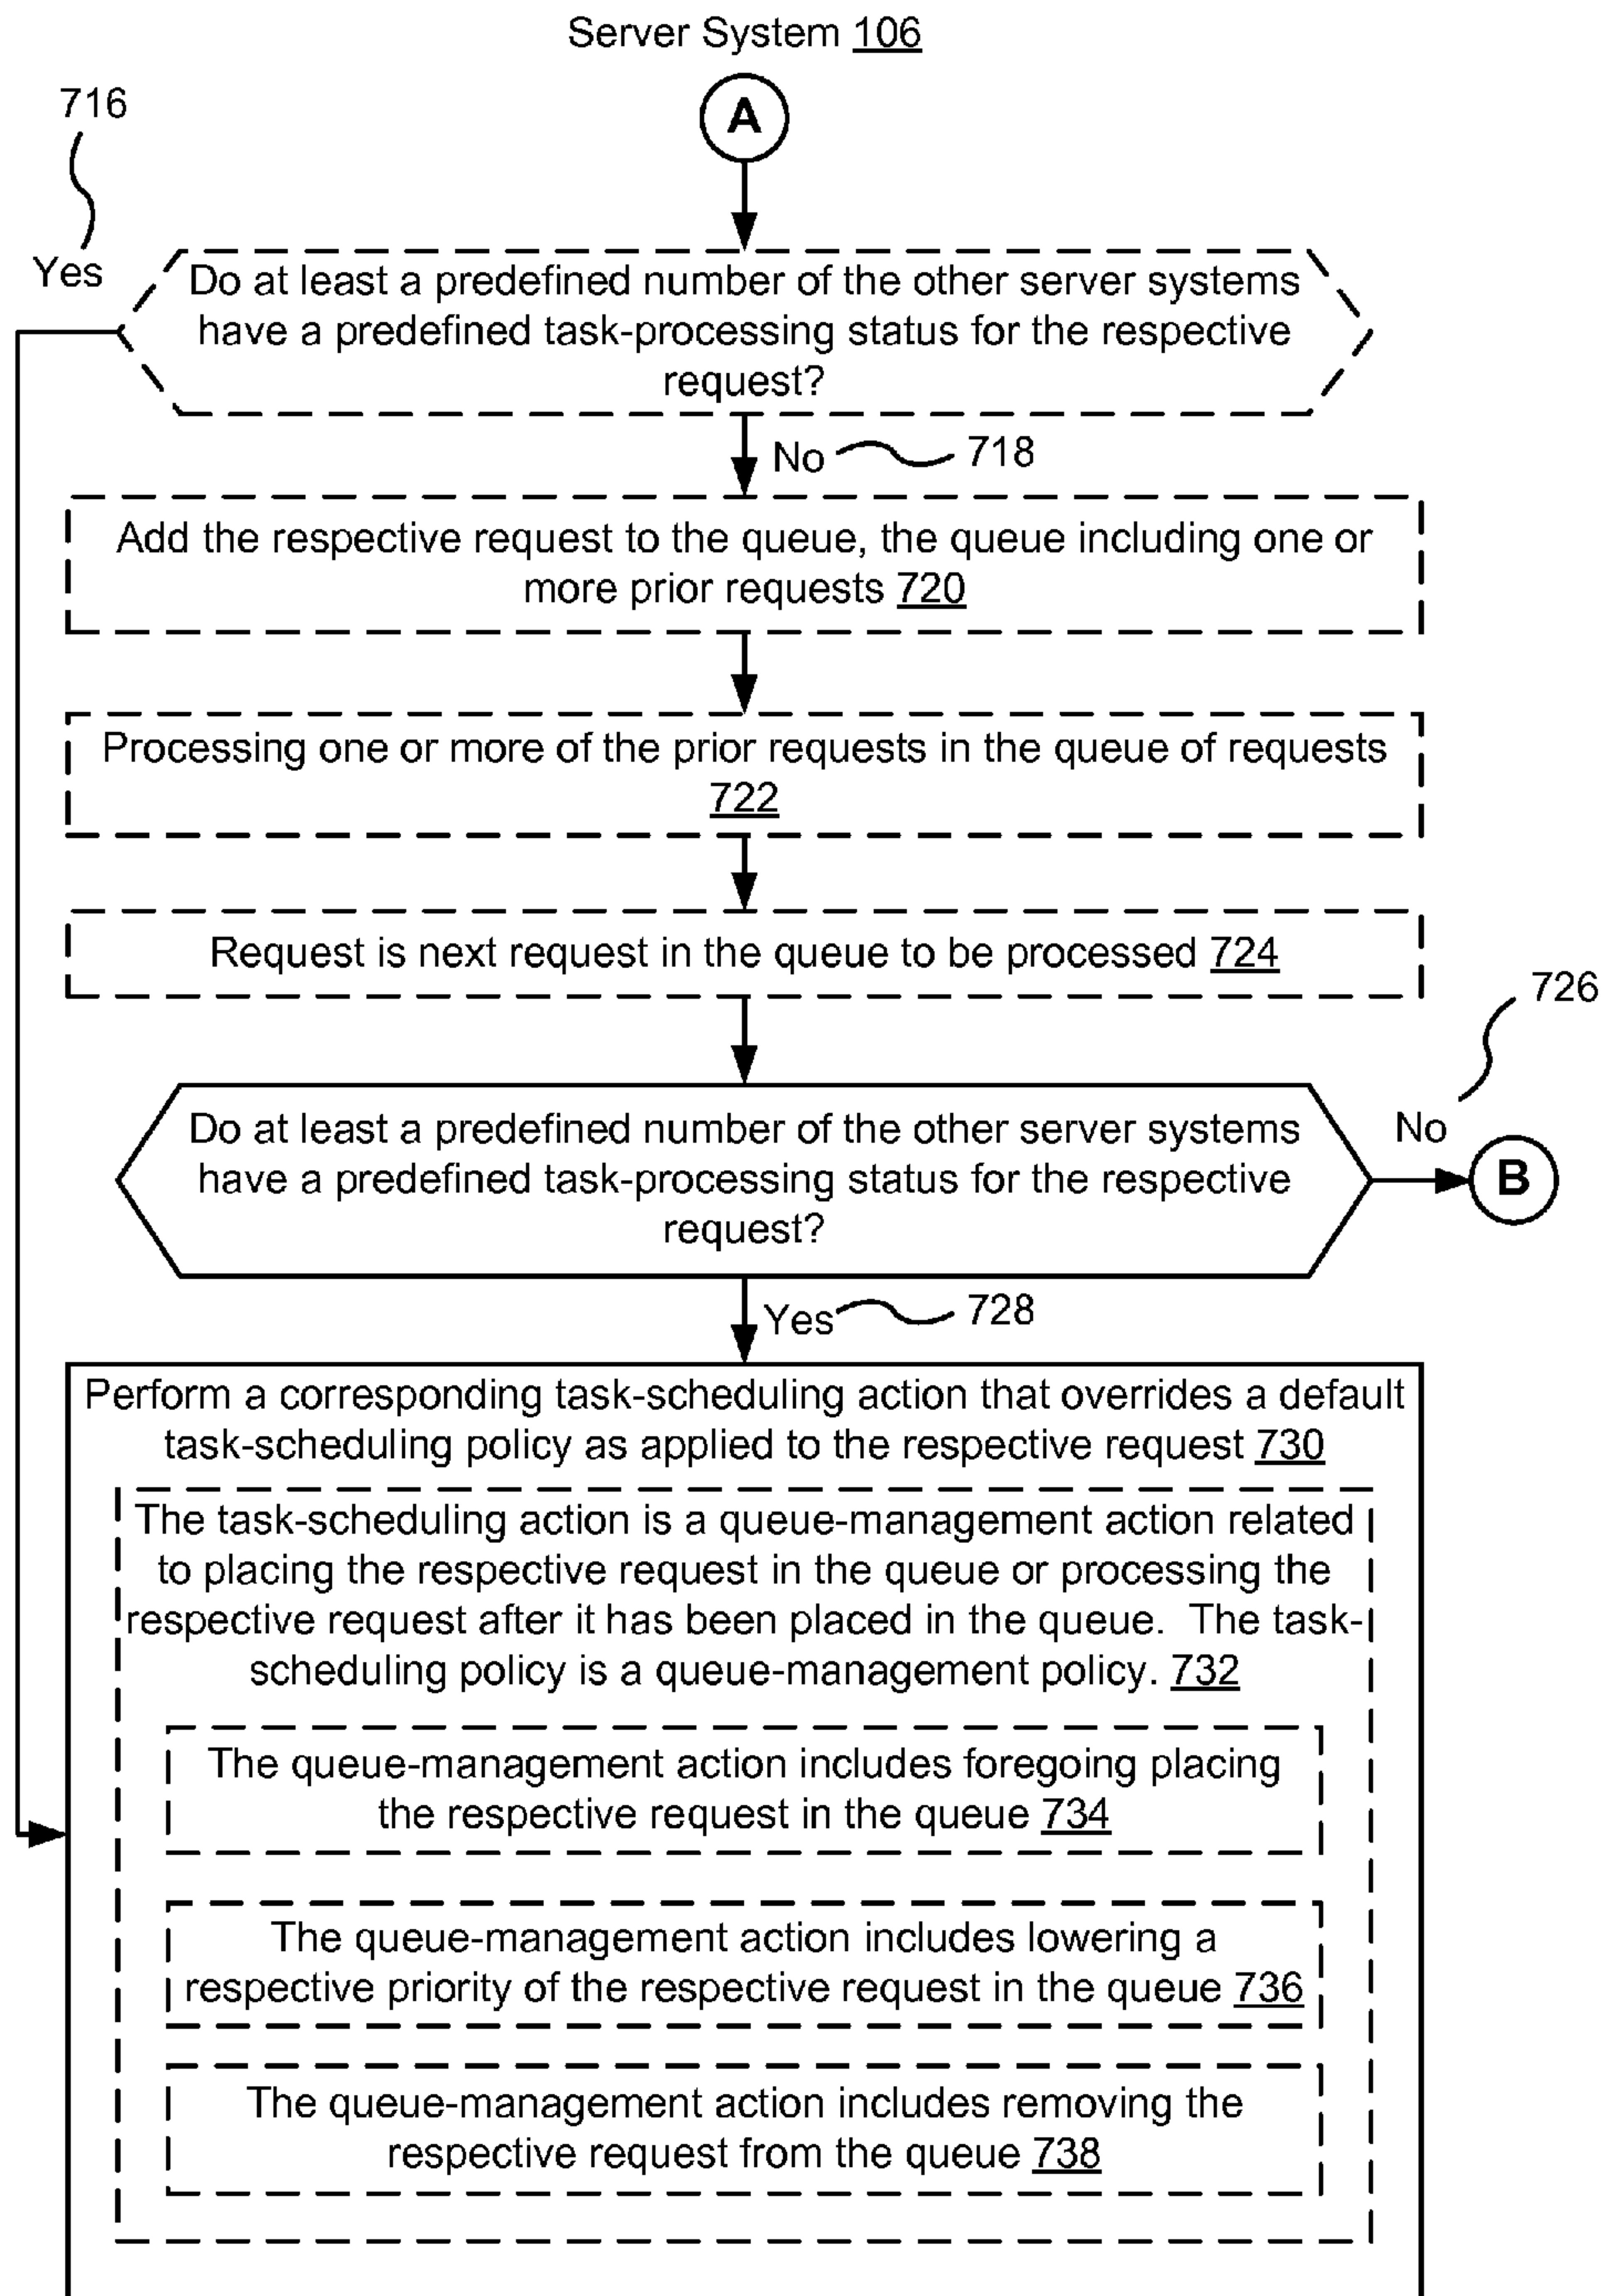 Server System 106
A
716
Yes
Do at least a predefined number of the other server systems
have a predefined task-processing status for the respective
request?
No 718
Add the respective request to the queue, the queue including one or
more prior requests 720
Processing one or more of the prior requests in the queue of requests
722
Request is next request in the queue to be processed 724
726
No
Do at least a predefined number of the other server systems
have a predefined task-processing status for the respective
request?
B
Yes 728
Perform a corresponding task-scheduling action that overrides a default
task-scheduling policy as applied to the respective request 730
The task-scheduling action is a queue-management action related
to placing the respective request in the queue or processing the
respective request after it has been placed in the queue.  The task-
scheduling policy is a queue-management policy. 732
The queue-management action includes foregoing placing
the respective request in the queue 734
The queue-management action includes lowering a
respective priority of the respective request in the queue 736
The queue-management action includes removing the
respective request from the queue 738